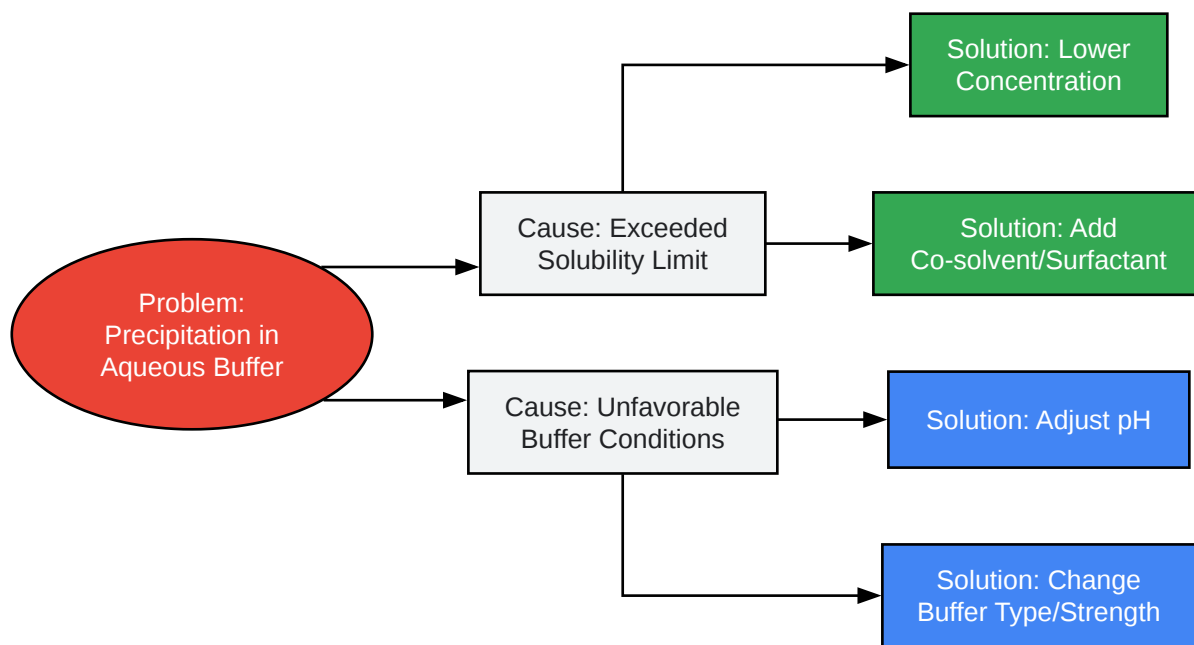 Solution: Lower
Concentration
Cause: Exceeded
Solubility Limit
Solution: Add
Co-solvent/Surfactant
Problem:
Precipitation in
Aqueous Buffer
Cause: Unfavorable
Buffer Conditions
Solution: Adjust pH
Solution: Change
Buffer Type/Strength